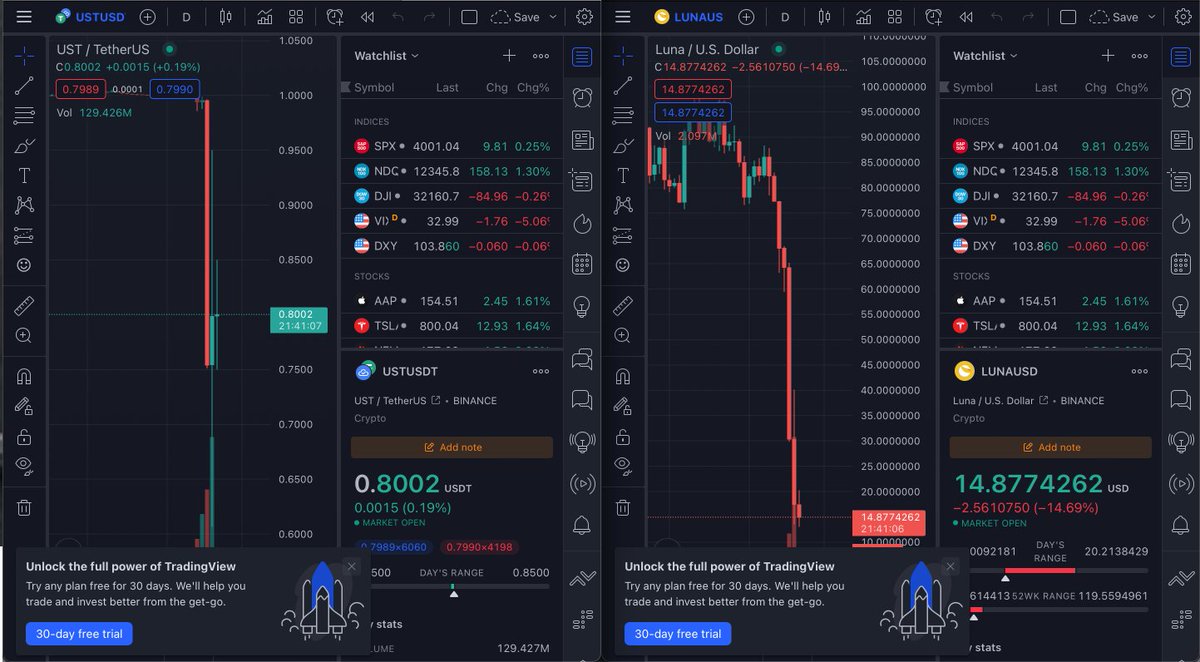 USTUSD
D
Save
UST / TetherUS
C0.8002 +0.0015 (+0.19%)
0.7989
0.0001
0.7990
Vol 129.426M
1.0500
1.0000
0.9500
0.9000
0.8500
0.8002
21:41:07
0.7500
0.7000
0.6500
0.6000
Watchlist
Symbol Last Chg Chg%
INDICES
SPX 4001.04 9.81 0.25%
NDC 12345.8 158.13 1.30%
DJI 32160.7 −84.96 −0.26
VI D 32.99 −1.76 −5.06
DXY 103.860 −0.060 −0.06
STOCKS
AAP 154.51 2.45 1.61%
TSL 800.04 12.93 1.64%
USTUSDT
UST / TetherUS • BINANCE
Crypto
Add note
0.8002 USDT
0.0015 (0.19%)
MARKET OPEN
0.7989×6060 0.7990×4198
500 DAY'S RANGE 0.8500
y stats
LUME 129.427M
Unlock the full power of TradingView
Try any plan free for 30 days. We'll help you
trade and invest better from the get-go.
30-day free trial
LUNAUS
D
Save
Luna / U.S. Dollar
C14.8774262 −2.5610750 (−14.69...
14.8774262
14.8774262
Vol 2.097M
110.0000000
105.0000000
100.0000000
95.0000000
90.0000000
85.0000000
80.0000000
75.0000000
70.0000000
65.0000000
60.0000000
55.0000000
50.0000000
45.0000000
40.0000000
35.0000000
30.0000000
25.0000000
20.0000000
14.8774262
21:41:06
10.0000000
Watchlist
Symbol Last Chg Chg%
INDICES
SPX 4001.04 9.81 0.25%
NDC 12345.8 158.13 1.30%
DJI 32160.7 −84.96 −0.26
VI D 32.99 −1.76 −5.06
DXY 103.860 −0.060 −0.06
STOCKS
AAP 154.51 2.45 1.61%
TSL 800.04 12.93 1.64%
LUNAUSD
Luna / U.S. Dollar • BINANCE
Crypto
Add note
14.8774262 USD
−2.5610750 (−14.69%)
MARKET OPEN
0092181 DAY'S RANGE 20.2138429
614413 52WK RANGE 119.5594961
y stats
Unlock the full power of TradingView
Try any plan free for 30 days. We'll help you
trade and invest better from the get-go.
30-day free trial